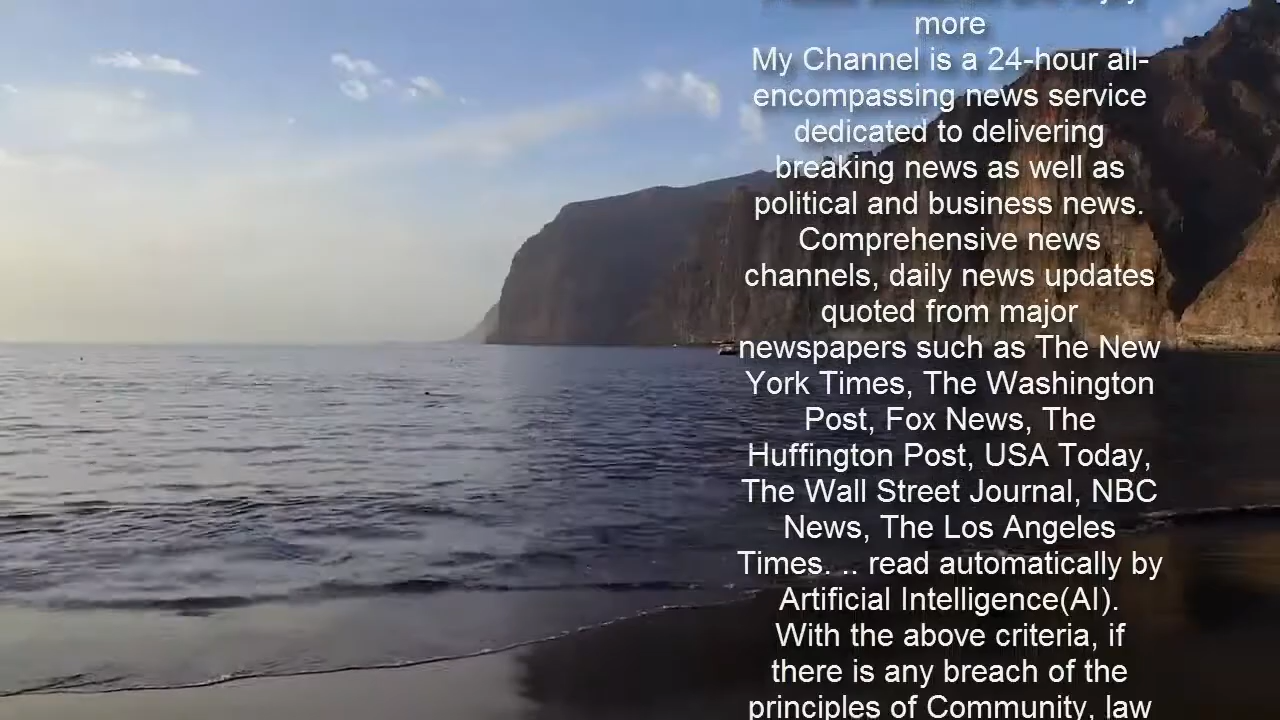 more
My Channel is a 24-hour all-
encompassing news service
dedicated to delivering
breaking news as well as
political and business news.
Comprehensive news
channels, daily news updates
quoted from major
newspapers such as The New
York Times, The Washington
Post, Fox News, The
Huffington Post, USA Today,
The Wall Street Journal, NBC
News, The Los Angeles
Times. .. read automatically by
Artificial Intelligence(AI).
With the above criteria, if
there is any breach of the
principles of Community, law